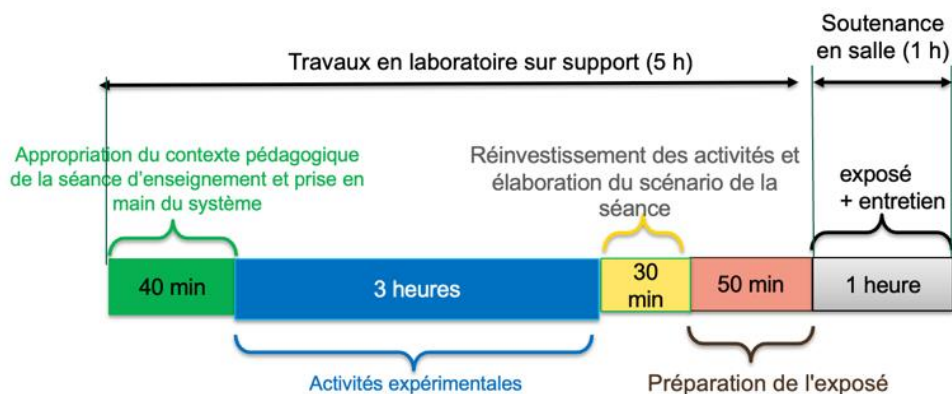 Soutenance
en salle (1 h)
Travaux en laboratoire sur support (5 h)
Appropriation du contexte pédagogique
de la séance d'enseignement et prise en
main du système
Réinvestissement des activités et
élaboration du scénario de la
séance
exposé
+ entretien
40 min
3 heures
30
min
50 min
1 heure
Activités expérimentales
Préparation de l'exposé